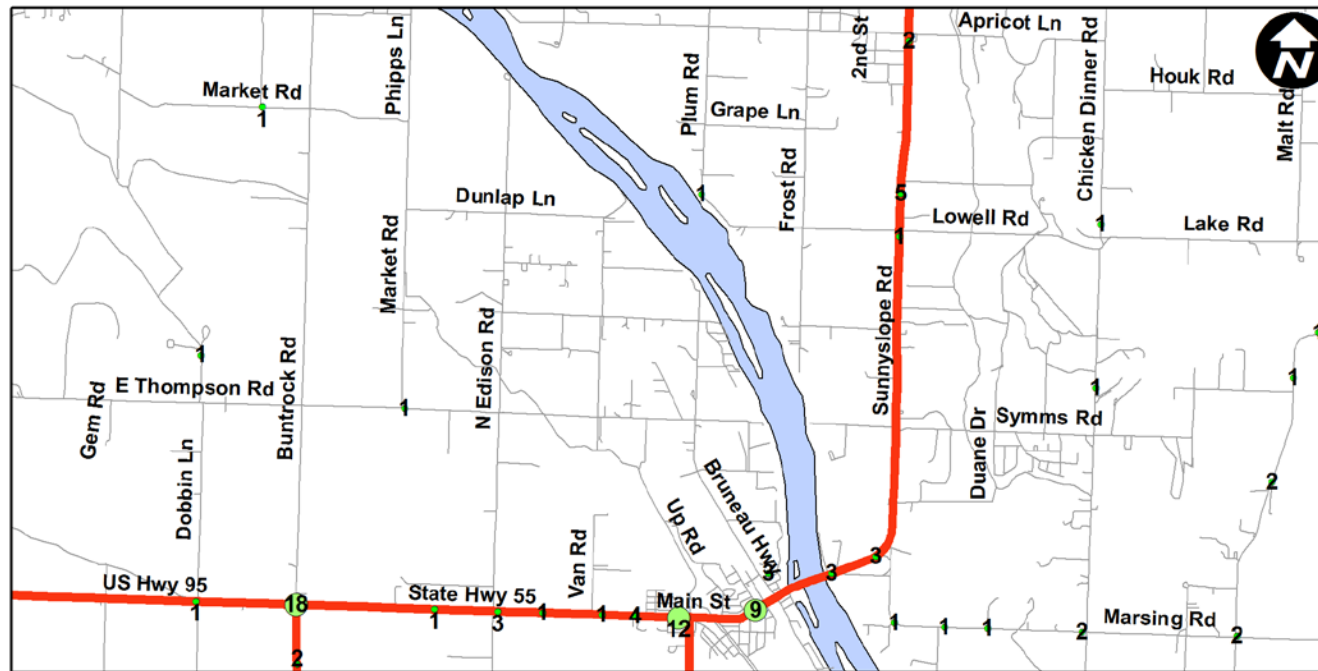 Apricot Ln
2nd St
2
Phipps Ln
Chicken Dinner Rd
N
Market Rd
1
Houk Rd
Plum Rd
Grape Ln
Malt Rd
Frost Rd
1
5
Dunlap Ln
Lowell Rd
1
1
Lake Rd
Market Rd
Sunnyslope Rd
1
1
N Edison Rd
Buntrock Rd
E Thompson Rd
Gem Rd
1
1
1
Symms Rd
Duane Dr
Dobbin Ln
Bruneau Hwy
2
Up Rd
Van Rd
3
3
3
US Hwy 95
1
18
State Hwy 55
1
3
1
1
4
Main St
12
9
1
1
1
2
Marsing Rd
2
2